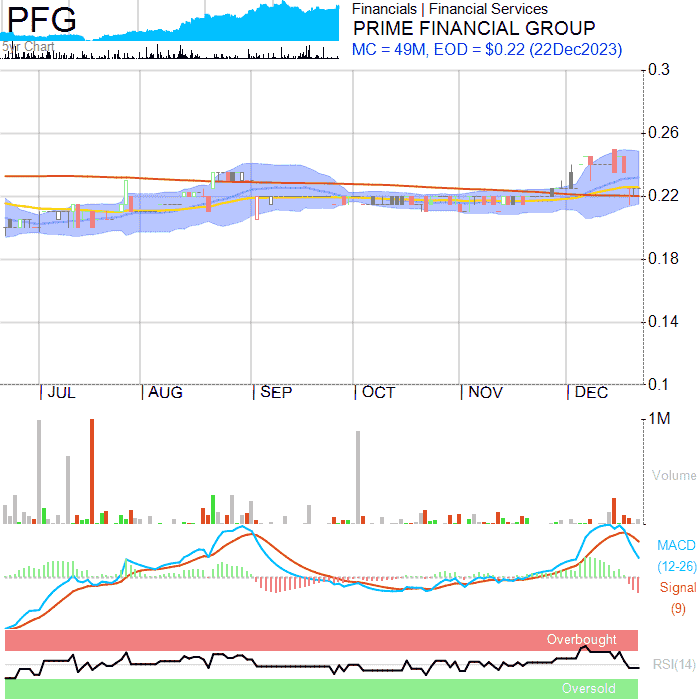 PFG
5yr Chart
Financials | Financial Services
PRIME FINANCIAL GROUP
MC = 49M, EOD = $0.22 (22Dec2023)
0.3
0.26
0.22
0.18
0.14
0.1
JUL
AUG
SEP
OCT
NOV
DEC
1M
Volume
MACD
(12-26)
Signal
(9)
Overbought
RSI(14)
Oversold